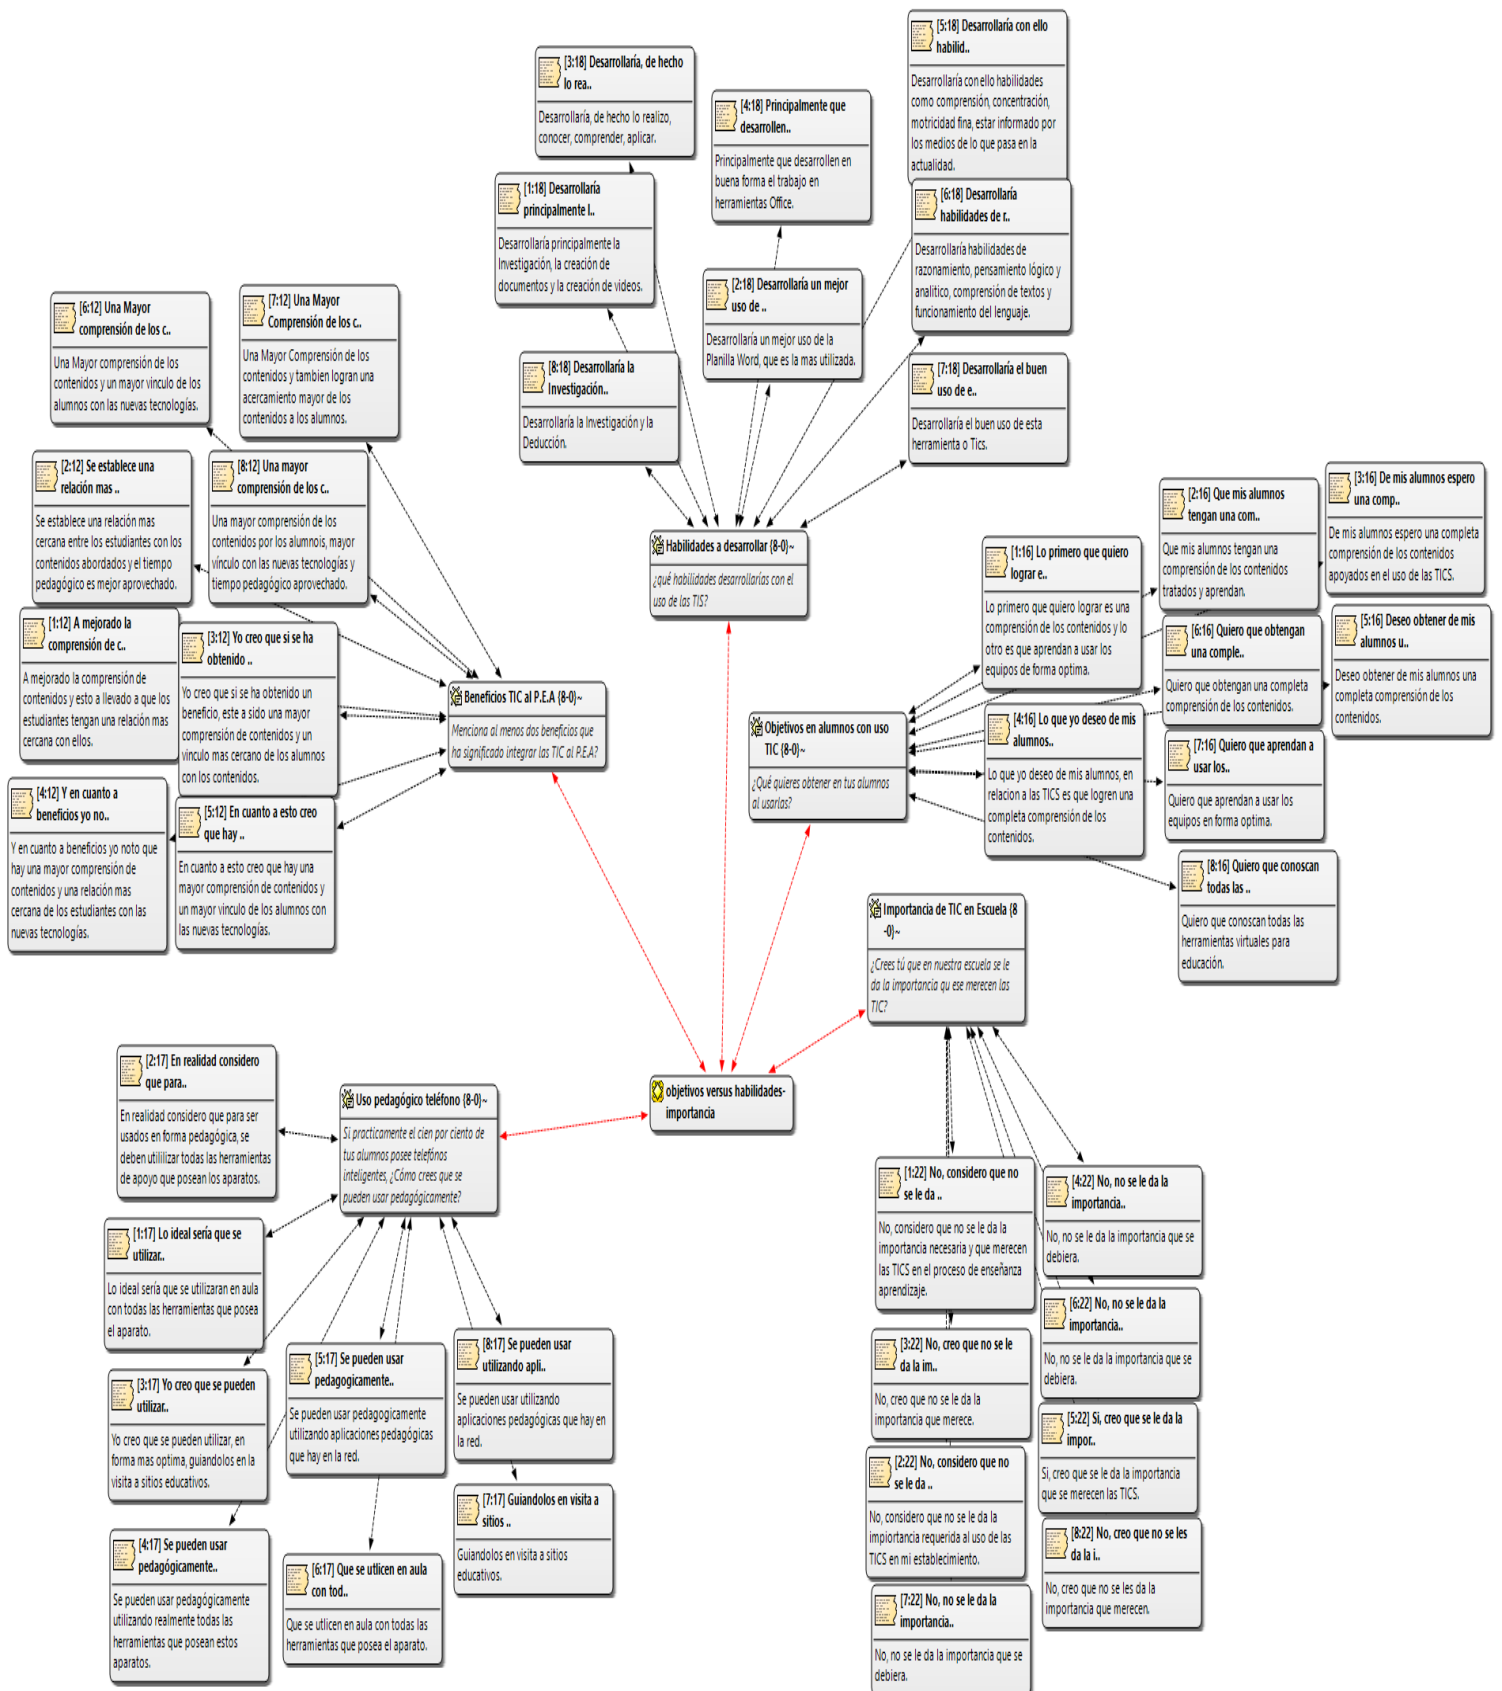 [5:18] Desarrollaría con ello
habilid..
Desarrollaría con ello habilidades
como comprensión, concentración,
motricidad fina, estar informado por
los medios de lo que pasa en la
actualidad.
[3:18] Desarrollaría, de hecho
lo rea..
Desarrollaría, de hecho lo realizo,
conocer, comprender, aplicar.
[4:18] Principalmente que
desarrollen..
Principalmente que desarrollen en
buena forma el trabajo en
herramientas Office.
[1:18] Desarrollaría
principalmente l..
Desarrollaría principalmente la
Investigación, la creación de
documentos y la creación de videos.
[6:18] Desarrollaría
habilidades de r..
Desarrollaría habilidades de
razonamiento, pensamiento lógico y
analítico, comprensión de textos y
funcionamiento del lenguaje.
[2:18] Desarrollaría un mejor
uso de ..
Desarrollaría un mejor uso de la
Planilla Word, que es la mas utilizada.
[8:18] Desarrollaría la
Investigación..
Desarrollaría la Investigación y la
Deducción.
[7:18] Desarrollaría el buen
uso de e..
Desarrollaría el buen uso de esta
herramienta o Tics.
Habilidades a desarrollar {8-0}~
¿qué habilidades desarrollarías con el
uso de las TIS?
[6:12] Una Mayor
comprensión de los c..
Una Mayor comprensión de los
contenidos y un mayor vinculo de los
alumnos con las nuevas tecnologías.
[7:12] Una Mayor
Comprensión de los c..
Una Mayor Comprensión de los
contenidos y tambien logran una
acercamiento mayor de los
contenidos a los alumnos.
[2:12] Se establece una
relación mas ..
Se establece una relación mas
cercana entre los estudiantes con los
contenidos abordados y el tiempo
pedagógico es mejor aprovechado.
[8:12] Una mayor
comprensión de los c..
Una mayor comprensión de los
contenidos por los alumnois, mayor
vínculo con las nuevas tecnologías y
tiempo pedagógico aprovechado.
[1:12] A mejorado la
comprensión de c..
A mejorado la comprensión de
contenidos y esto a llevado a que los
estudiantes tengan una relación mas
cercana con ellos.
[3:12] Yo creo que si se ha
obtenido ..
Yo creo que si se ha obtenido un
beneficio, este a sido una mayor
comprensión de contenidos y un
vinculo mas cercano de los alumnos
con los contenidos.
[4:12] Y en cuanto a
beneficios yo no..
Y en cuanto a beneficios yo noto que
hay una mayor comprensión de
contenidos y una relación mas
cercana de los estudiantes con las
nuevas tecnologías.
[5:12] En cuanto a esto creo
que hay ..
En cuanto a esto creo que hay una
mayor comprensión de contenidos y
un mayor vinculo de los alumnos con
las nuevas tecnologías.
Beneficios TIC al P.E.A {8-0}~
Menciona al menos dos beneficios que
ha significado integrar las TIC al P.E.A?
[3:16] De mis alumnos espero
una comp..
De mis alumnos espero una completa
comprensión de los contenidos
apoyados en el uso de las TICS.
[2:16] Que mis alumnos
tengan una com..
Que mis alumnos tengan una
comprensión de los contenidos
tratados y aprendan.
[1:16] Lo primero que quiero
lograr e..
Lo primero que quiero lograr es una
comprensión de los contenidos y lo
otro es que aprendan a usar los
equipos de forma optima.
[5:16] Deseo obtener de mis
alumnos u..
Deseo obtener de mis alumnos una
completa comprensión de los
contenidos.
[6:16] Quiero que obtengan
una comple..
Quiero que obtengan una completa
comprensión de los contenidos.
[4:16] Lo que yo deseo de mis
alumnos..
Lo que yo deseo de mis alumnos, en
relacion a las TICS es que logren una
completa comprensión de los
contenidos.
[7:16] Quiero que aprendan a
usar los..
Quiero que aprendan a usar los
equipos en forma optima.
[8:16] Quiero que conoscan
todas las ..
Quiero que conoscan todas las
herramientas virtuales para
educación.
Objetivos en alumnos con uso
TIC {8-0}~
¿Qué quieres obtener en tus alumnos
al usarlas?
Importancia de TIC en Escuela {8
-0}~
¿Crees tú que en nuestra escuela se le
da la importancia qu ese merecen las
TIC?
objetivos versus habilidades-
importancia
Uso pedagógico teléfono {8-0}~
Si practicamente el cien por ciento de
tus alumnos posee telefónos
inteligentes, ¿Cómo crees que se
pueden usar pedagógicamente?
[2:17] En realidad considero
que para..
En realidad considero que para ser
usados en forma pedagógica, se
deben utililizar todas las herramientas
de apoyo que posean los aparatos.
[1:17] Lo ideal sería que se
utilizar..
Lo ideal sería que se utilizaran en aula
con todas las herramientas que posea
el aparato.
[3:17] Yo creo que se pueden
utilizar..
Yo creo que se pueden utilizar, en
forma mas optima, guiandolos en la
visita a sitios educativos.
[5:17] Se pueden usar
pedagogicamente..
Se pueden usar pedagogicamente
utilizando aplicaciones pedagógicas
que hay en la red.
[8:17] Se pueden usar
utilizando apli..
Se pueden usar utilizando
aplicaciones pedagógicas que hay en
la red.
[7:17] Guiandolos en visita a
sitios ..
Guiandolos en visita a sitios
educativos.
[4:17] Se pueden usar
pedagógicamente..
Se pueden usar pedagógicamente
utilizando realmente todas las
herramientas que posean estos
aparatos.
[6:17] Que se utlicen en aula
con tod..
Que se utlicen en aula con todas las
herramientas que posea el aparato.
[1:22] No, considero que no
se le da ..
No, considero que no se le da la
importancia necesaria y que merecen
las TICS en el proceso de enseñanza
aprendizaje.
[4:22] No, no se le da la
importancia..
No, no se le da la importancia que se
debiera.
[6:22] No, no se le da la
importancia..
No, no se le da la importancia que se
debiera.
[3:22] No, creo que no se le
da la im..
No, creo que no se le da la
importancia que merece.
[5:22] Sí, creo que se le da la
impor..
Si, creo que se le da la importancia
que se merecen las TICS.
[2:22] No, considero que no
se le da ..
No, considero que no se le da la
impiortancia requerida al uso de las
TICS en mi establecimiento.
[8:22] No, creo que no se les
da la i..
No, creo que no se les da la
importancia que merecen.
[7:22] No, no se le da la
importancia..
No, no se le da la importancia que se
debiera.